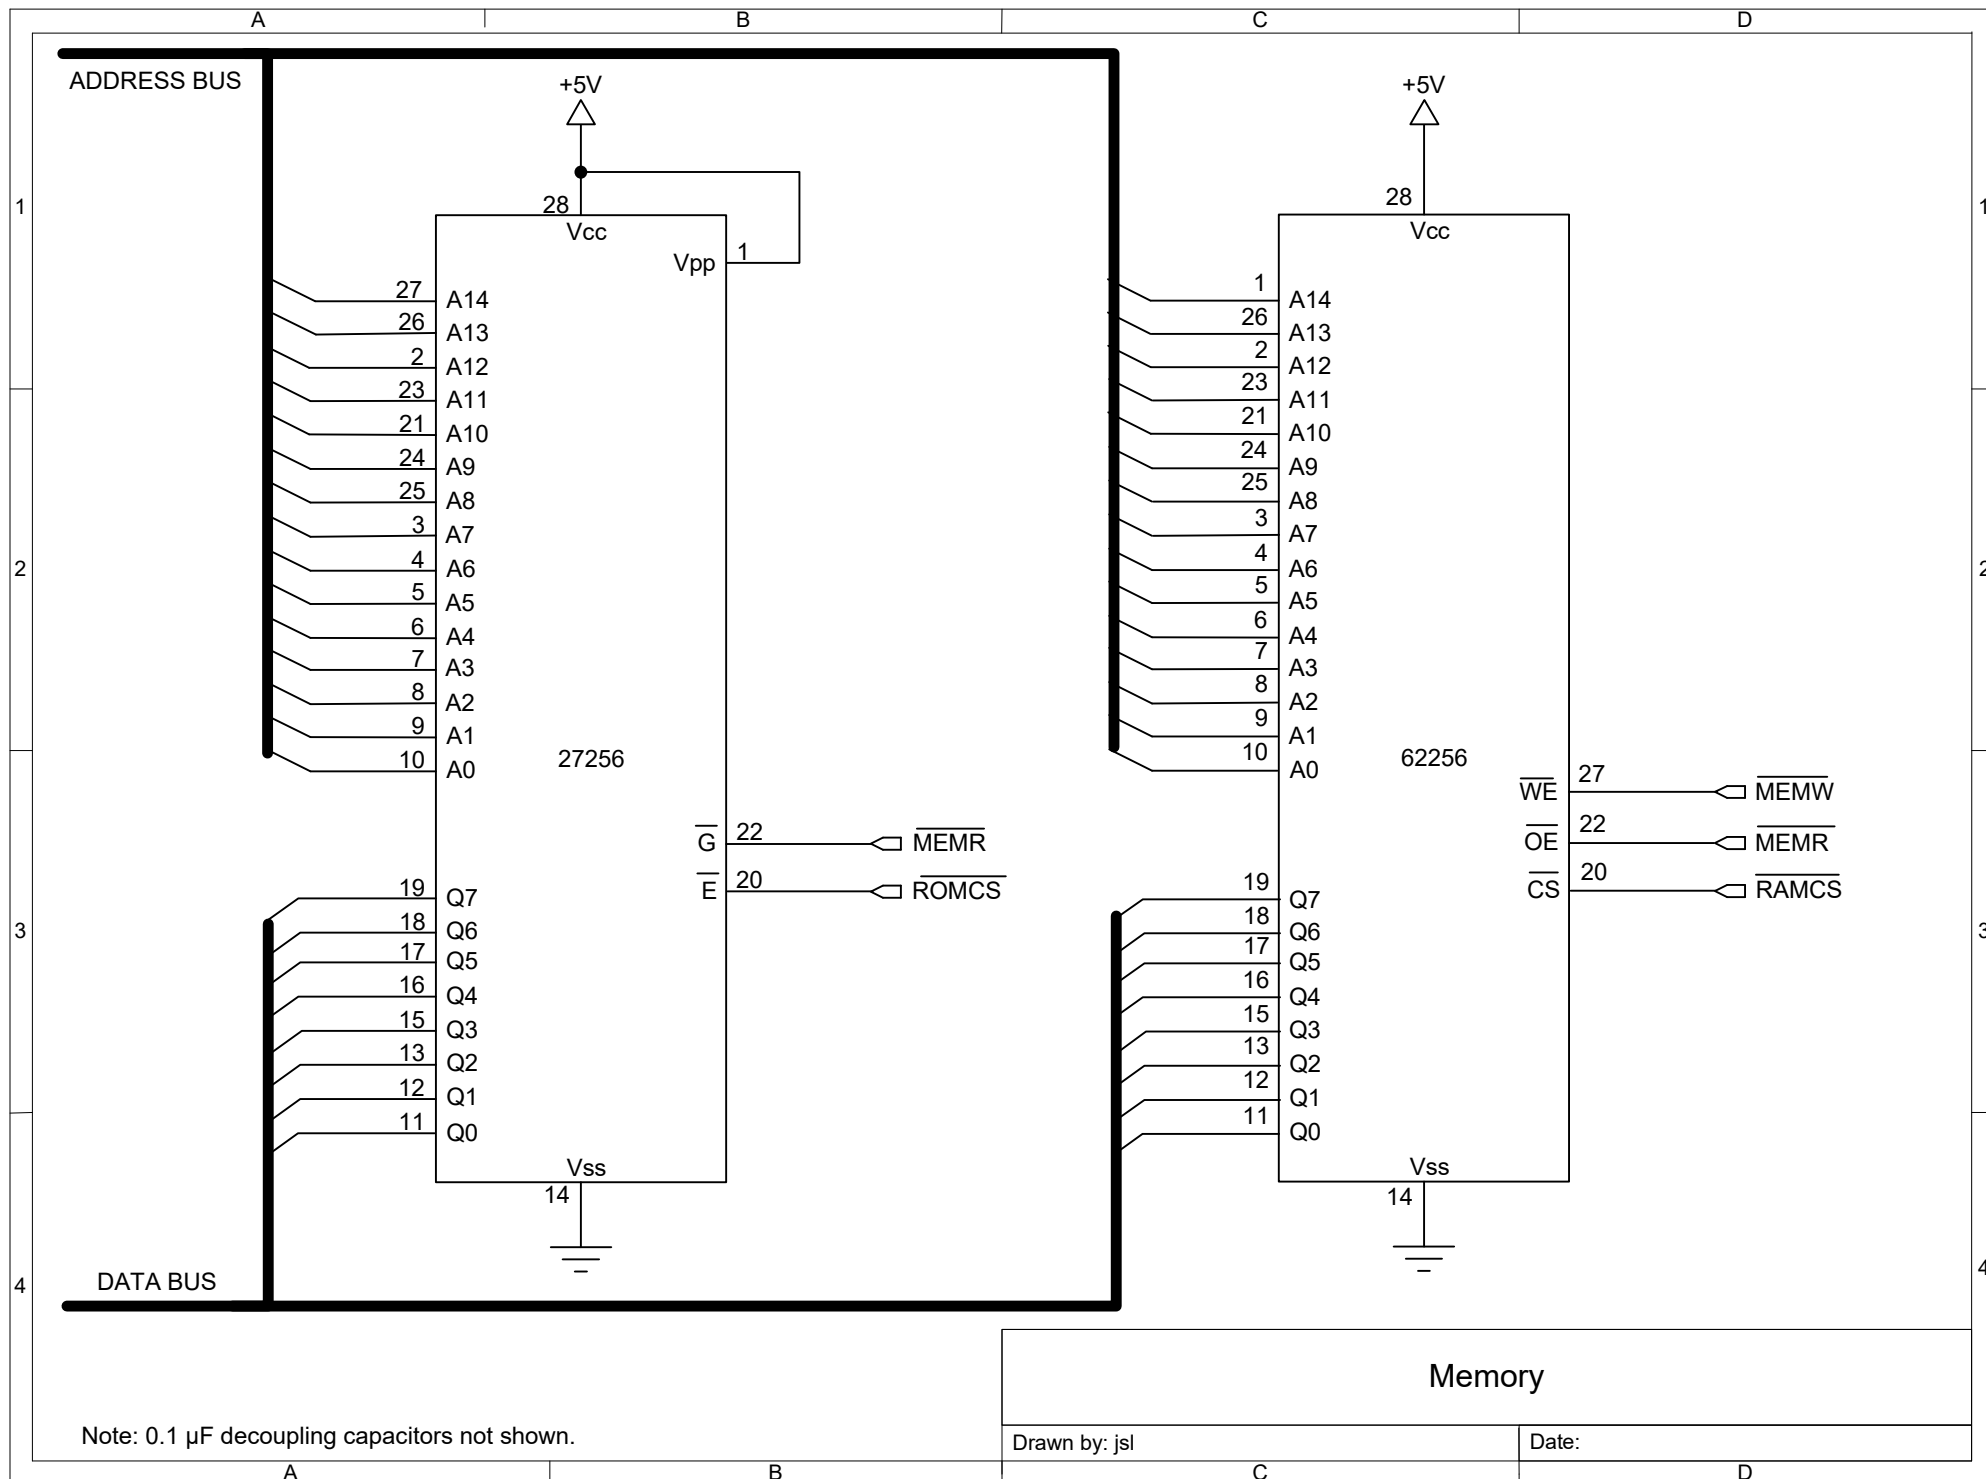 A B C D
ADDRESS BUS
+5V
+5V
1
1
28
Vcc
Vpp
1
28
Vcc
27 A14
26 A13
2 A12
23 A11
21 A10
24 A9
25 A8
3 A7
4 A6
5 A5
6 A4
7 A3
8 A2
9 A1
10 A0
27256
G 22 MEMR
E 20 ROMCS
19 Q7
18 Q6
17 Q5
16 Q4
15 Q3
13 Q2
12 Q1
11 Q0
Vss
14
1 A14
26 A13
2 A12
23 A11
21 A10
24 A9
25 A8
3 A7
4 A6
5 A5
6 A4
7 A3
8 A2
9 A1
10 A0
62256
WE 27 MEMW
OE 22 MEMR
CS 20 RAMCS
19 Q7
18 Q6
17 Q5
16 Q4
15 Q3
13 Q2
12 Q1
11 Q0
Vss
14
2
2
3
3
4
4
DATA BUS
Memory
Note: 0.1 µF decoupling capacitors not shown.
Drawn by: jsl
Date:
A B C D